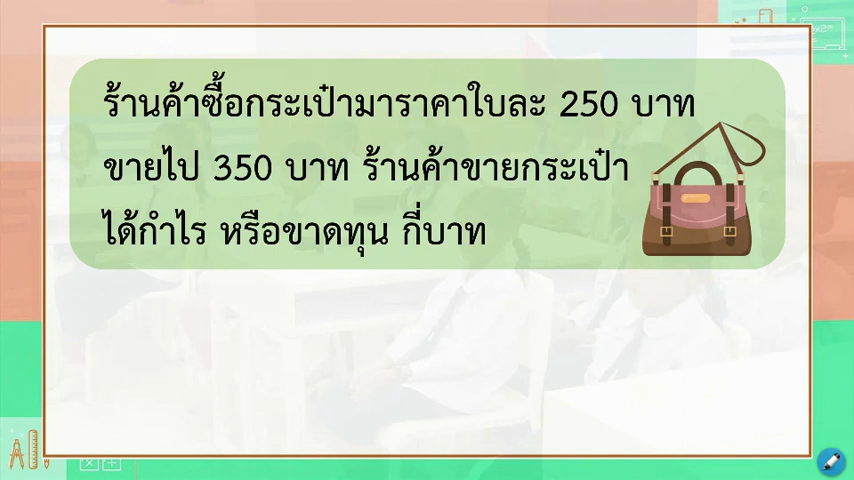 ร้านค้าซื้อกระเป๋ามาราคาใบละ 250 บาท
ขายไป 350 บาท ร้านค้าขายกระเป๋า
ได้กำไร หรือขาดทุน กี่บาท